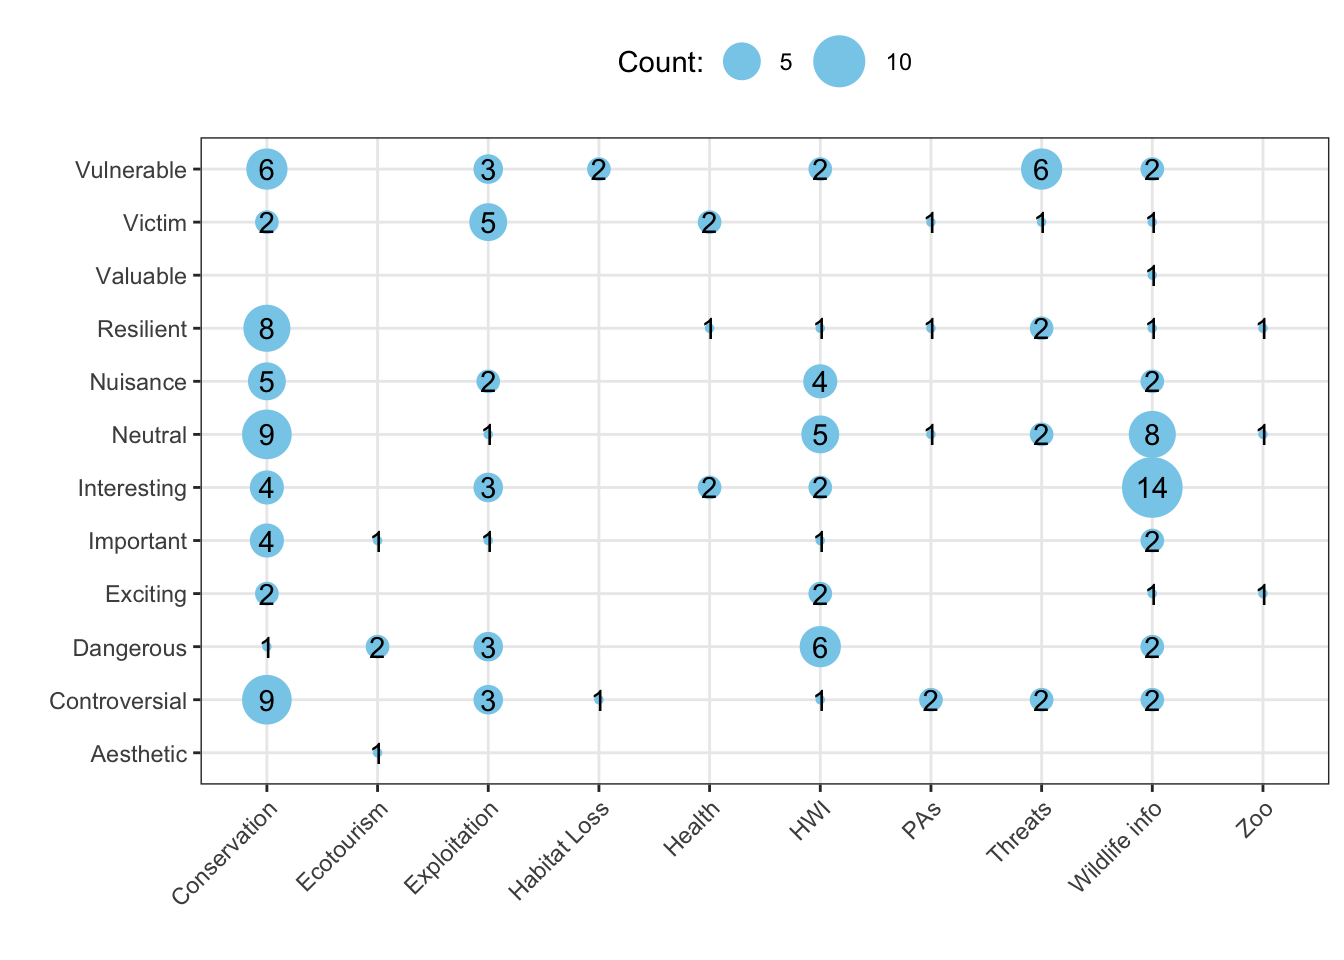 Count: 5 10
Vulnerable 6 3 2 2 6 2
Victim 2 5 2 1 1 1
Valuable 1
Resilient 8 1 1 1 2 1 1
Nuisance 5 2 4 2
Neutral 9 1 5 1 2 8 1
Interesting 4 3 2 2 14
Important 4 1 1 1 2
Exciting 2 2 1 1
Dangerous 1 2 3 6 2
Controversial 9 3 1 1 2 2 2
Aesthetic 1
Conservation Ecotourism Exploitation Habitat Loss Health HWI PAs Threats Wildlife info Zoo